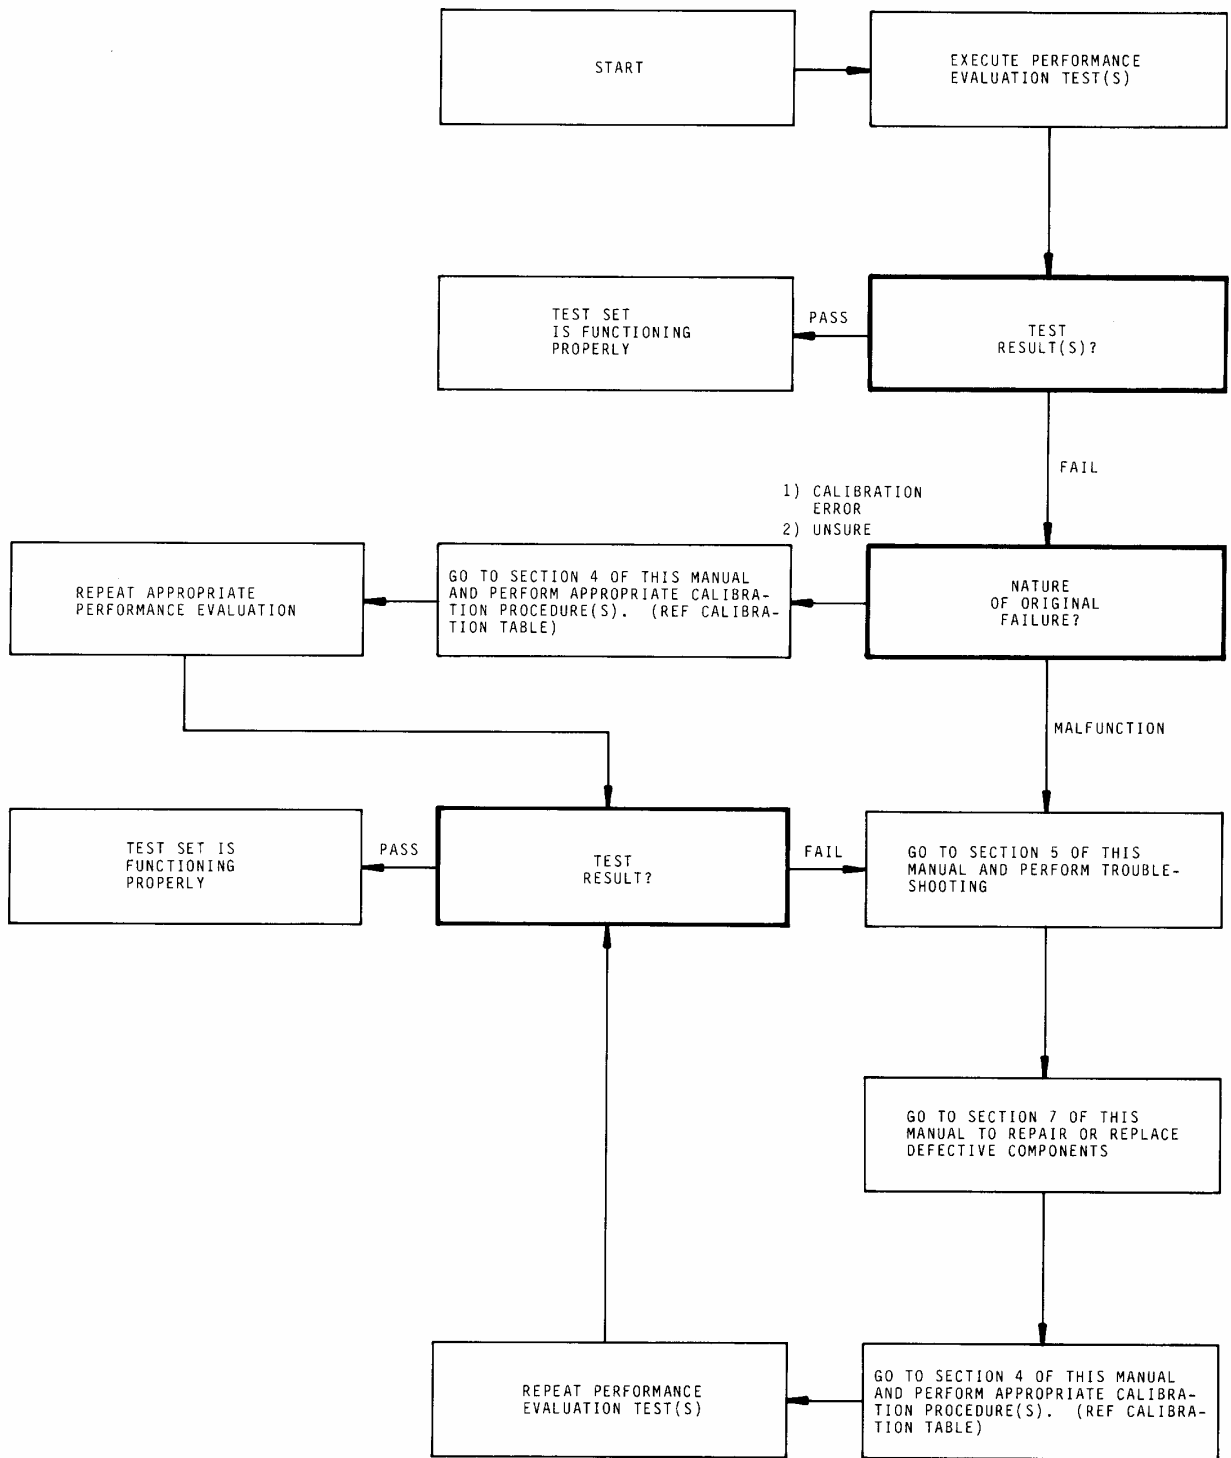 START
EXECUTE PERFORMANCE
EVALUATION TEST(S)
TEST SET
IS FUNCTIONING
PROPERLY
PASS
TEST
RESULT(S)?
FAIL
1) CALIBRATION
ERROR
2) UNSURE
REPEAT APPROPRIATE
PERFORMANCE EVALUATION
GO TO SECTION 4 OF THIS MANUAL
AND PERFORM APPROPRIATE CALIBRA-
TION PROCEDURE(S). (REF CALIBRA-
TION TABLE)
NATURE
OF ORIGINAL
FAILURE?
MALFUNCTION
TEST SET IS
FUNCTIONING
PROPERLY
PASS
TEST
RESULT?
FAIL
GO TO SECTION 5 OF THIS
MANUAL AND PERFORM TROUBLE-
SHOOTING
GO TO SECTION 7 OF THIS
MANUAL TO REPAIR OR REPLACE
DEFECTIVE COMPONENTS
REPEAT PERFORMANCE
EVALUATION TEST(S)
GO TO SECTION 4 OF THIS MANUAL
AND PERFORM APPROPRIATE CALIBRA-
TION PROCEDURE(S). (REF CALIBRA-
TION TABLE)